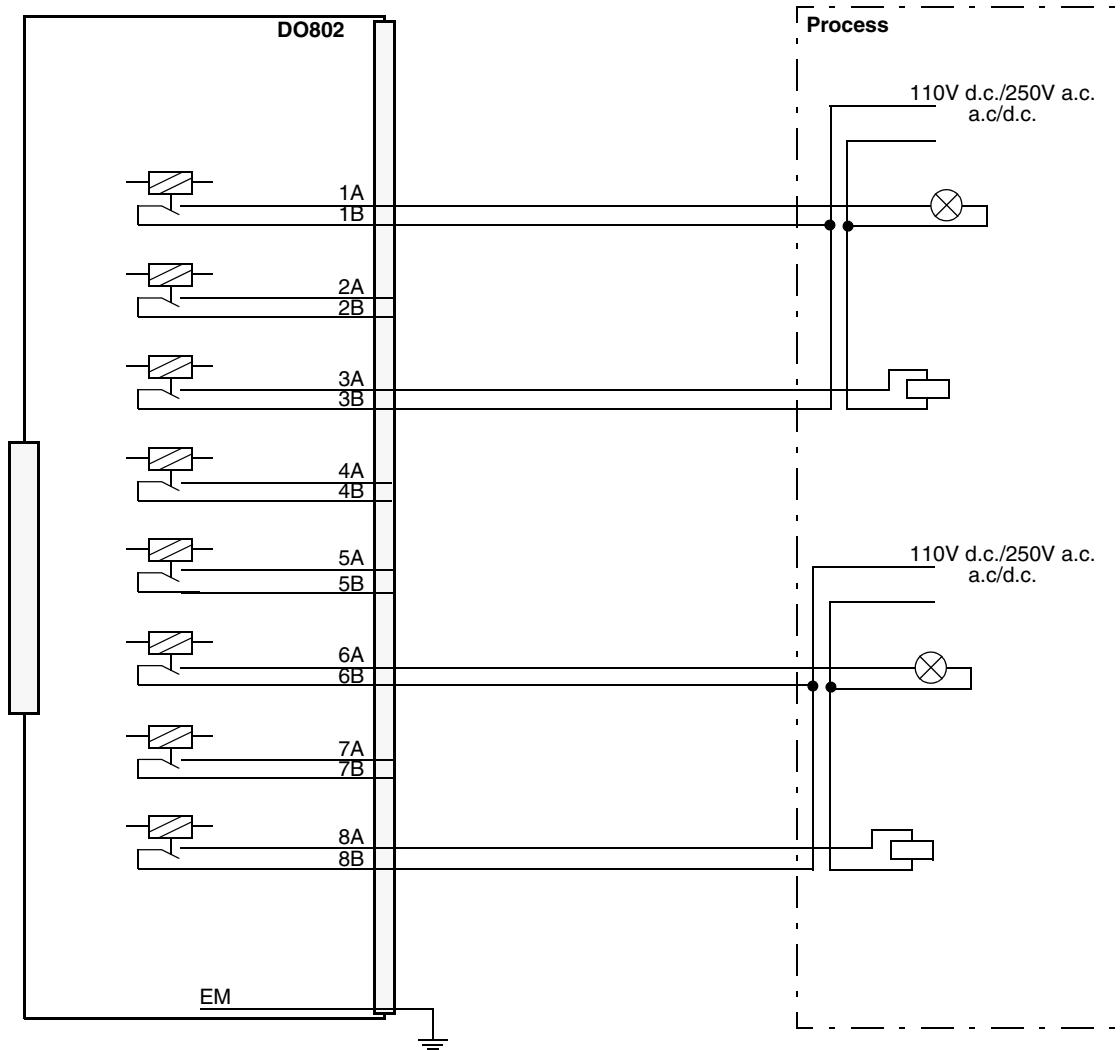 DO802
Process
110V d.c./250V a.c.
a.c/d.c.
1A
1B
2A
2B
3A
3B
4A
4B
5A
5B
110V d.c./250V a.c.
a.c/d.c.
6A
6B
7A
7B
8A
8B
EM